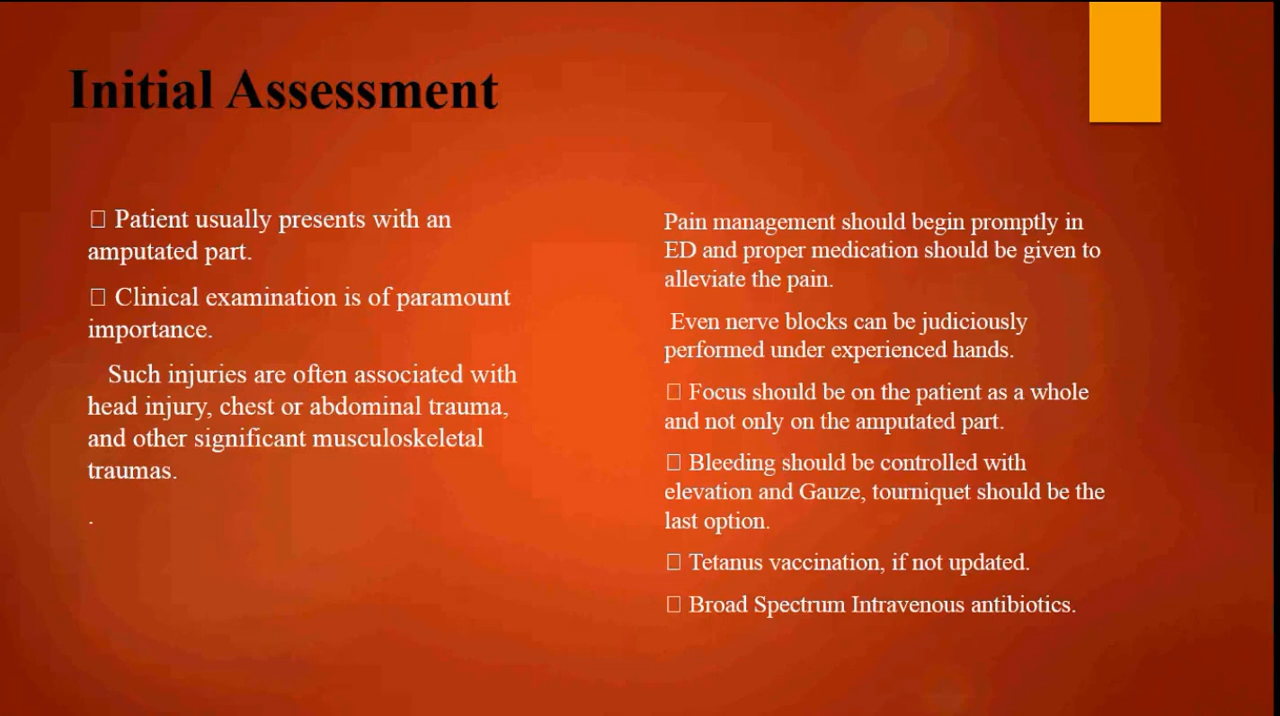 Initial Assessment
□ Patient usually presents with an
amputated part.
□ Clinical examination is of paramount
importance.
Such injuries are often associated with
head injury, chest or abdominal trauma,
and other significant musculoskeletal
traumas.
.
Pain management should begin promptly in
ED and proper medication should be given to
alleviate the pain.
Even nerve blocks can be judiciously
performed under experienced hands.
□ Focus should be on the patient as a whole
and not only on the amputated part.
□ Bleeding should be controlled with
elevation and Gauze, tourniquet should be the
last option.
□ Tetanus vaccination, if not updated.
□ Broad Spectrum Intravenous antibiotics.